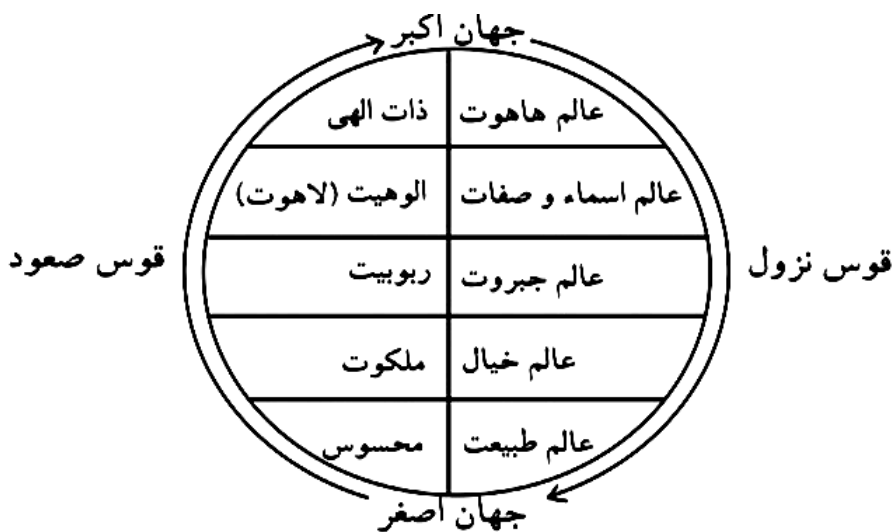 جهان اکبر
عالم هاهوت ذات الهی
عالم اسماء و صفات الوهیت (لاهوت)
قوس نزول عالم جبروت ربوبیت قوس صعود
عالم خیال ملکوت
عالم طبیعت محسوس
جهان اصغر